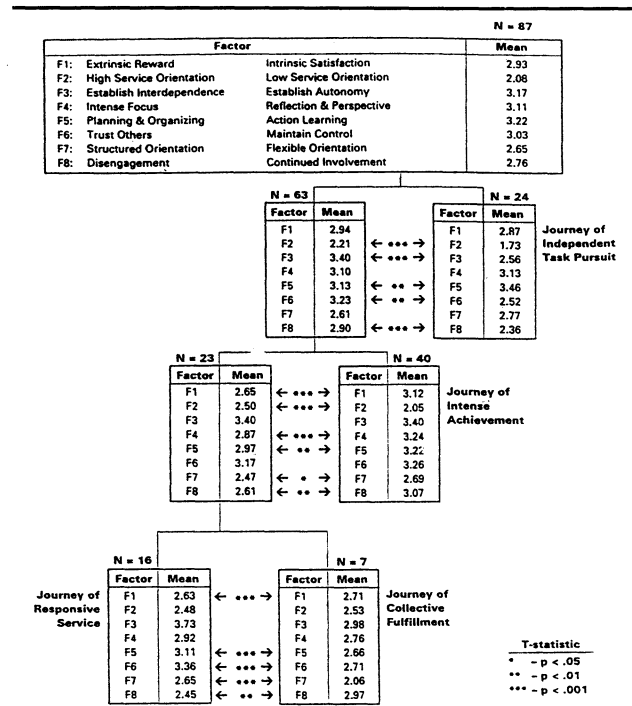 N = 87
Factor Mean
F1: Extrinsic Reward Intrinsic Satisfaction 2.93
F2: High Service Orientation Low Service Orientation 2.08
F3: Establish Interdependence Establish Autonomy 3.17
F4: Intense Focus Reflection & Perspective 3.11
F5: Planning & Organizing Action Learning 3.22
F6: Trust Others Maintain Control 3.03
F7: Structured Orientation Flexible Orientation 2.65
F8: Disengagement Continued Involvement 2.76
N = 63 N = 24
Factor Mean Factor Mean
F1 2.94 F1 2.87 Journey of
F2 2.21 ← ••• → F2 1.73 Independent
F3 3.40 ← ••• → F3 2.56 Task Pursuit
F4 3.10 F4 3.13
F5 3.13 ← •• → F5 3.46
F6 3.23 ← •• → F6 2.52
F7 2.61 F7 2.77
F8 2.90 ← ••• → F8 2.36
N = 23 N = 40
Factor Mean Factor Mean
F1 2.65 ← ••• → F1 3.12 Journey of
F2 2.50 ← ••• → F2 2.05 Intense
F3 3.40 F3 3.40 Achievement
F4 2.87 ← ••• → F4 3.24
F5 2.97 ← •• → F5 3.22
F6 3.17 F6 3.26
F7 2.47 ← • → F7 2.69
F8 2.61 ← •• → F8 3.07
N = 16 N = 7
Factor Mean Factor Mean
Journey of F1 2.63 ← ••• → F1 2.71 Journey of
Responsive F2 2.48 F2 2.53 Collective
Service F3 3.73 F3 2.98 Fulfillment
F4 2.92 F4 2.76
F5 3.11 ← ••• → F5 2.66
F6 3.36 ← ••• → F6 2.71
F7 2.65 ← ••• → F7 2.06
F8 2.45 ← •• → F8 2.97
T-statistic
• - p < .05
•• - p < .01
••• - p < .001